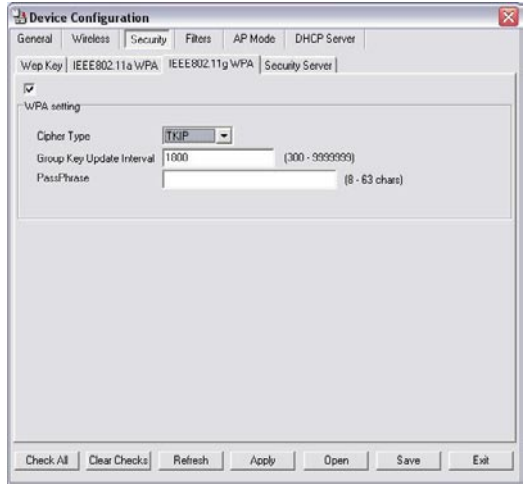 Device Configuration
General Wireless Security Filters AP Mode DHCP Server
Wep Key IEEE802.11a WPA IEEE802.11g WPA Security Server
WPA setting
Cipher Type TKIP
Group Key Update Interval 1800 (300 - 9999999)
PassPhrase (8 - 63 chars)
Check All Clear Checks Refresh Apply Open Save Exit